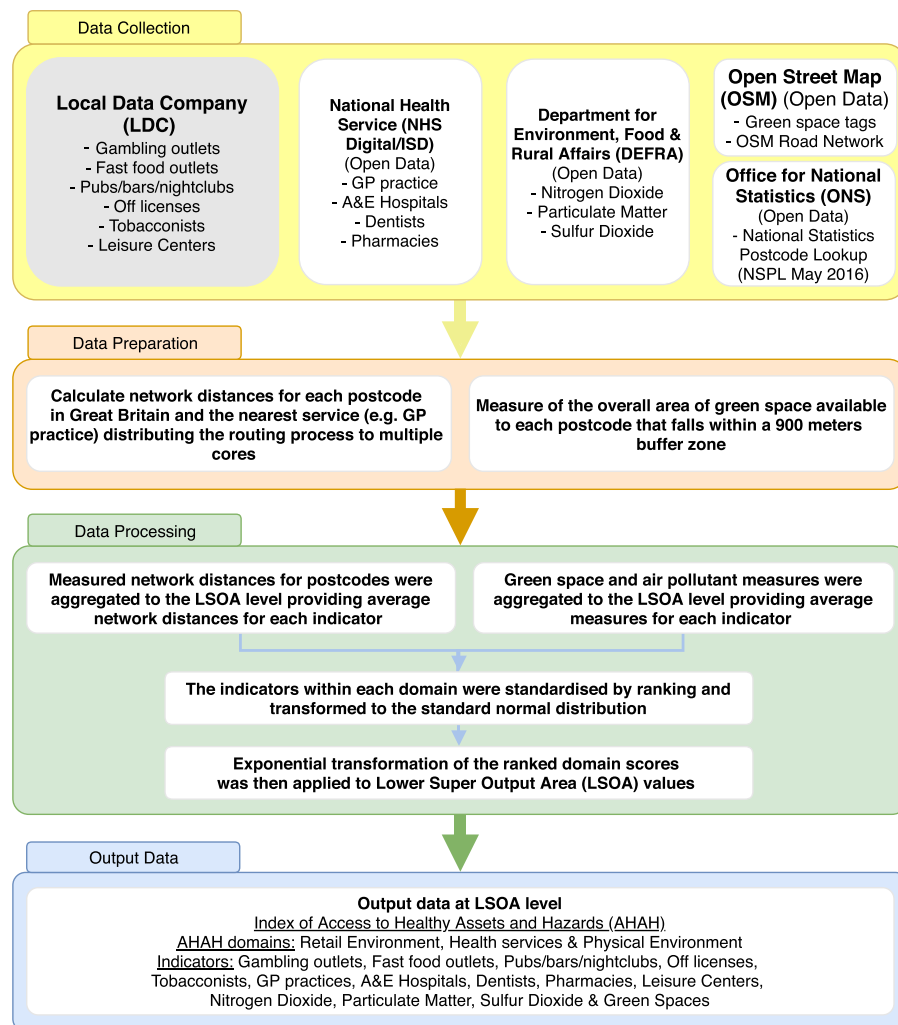 Data Collection
Local Data Company
(LDC)
- Gambling outlets
- Fast food outlets
- Pubs/bars/nightclubs
- Off licenses
- Tobacconists
- Leisure Centers
National Health
Service (NHS
Digital/ISD)
(Open Data)
- GP practice
- A&E Hospitals
- Dentists
- Pharmacies
Department for
Environment, Food &
Rural Affairs (DEFRA)
(Open Data)
- Nitrogen Dioxide
- Particulate Matter
- Sulfur Dioxide
Open Street Map
(OSM) (Open Data)
- Green space tags
- OSM Road Network
Office for National
Statistics (ONS)
(Open Data)
- National Statistics
Postcode Lookup
(NSPL May 2016)
Data Preparation
Calculate network distances for each postcode
in Great Britain and the nearest service (e.g. GP
practice) distributing the routing process to multiple
cores
Measure of the overall area of green space available
to each postcode that falls within a 900 meters
buffer zone
Data Processing
Measured network distances for postcodes were
aggregated to the LSOA level providing average
network distances for each indicator
Green space and air pollutant measures were
aggregated to the LSOA level providing average
measures for each indicator
The indicators within each domain were standardised by ranking and
transformed to the standard normal distribution
Exponential transformation of the ranked domain scores
was then applied to Lower Super Output Area (LSOA) values
Output Data
Output data at LSOA level
Index of Access to Healthy Assets and Hazards (AHAH)
AHAH domains: Retail Environment, Health services & Physical Environment
Indicators: Gambling outlets, Fast food outlets, Pubs/bars/nightclubs, Off licenses,
Tobacconists, GP practices, A&E Hospitals, Dentists, Pharmacies, Leisure Centers,
Nitrogen Dioxide, Particulate Matter, Sulfur Dioxide & Green Spaces